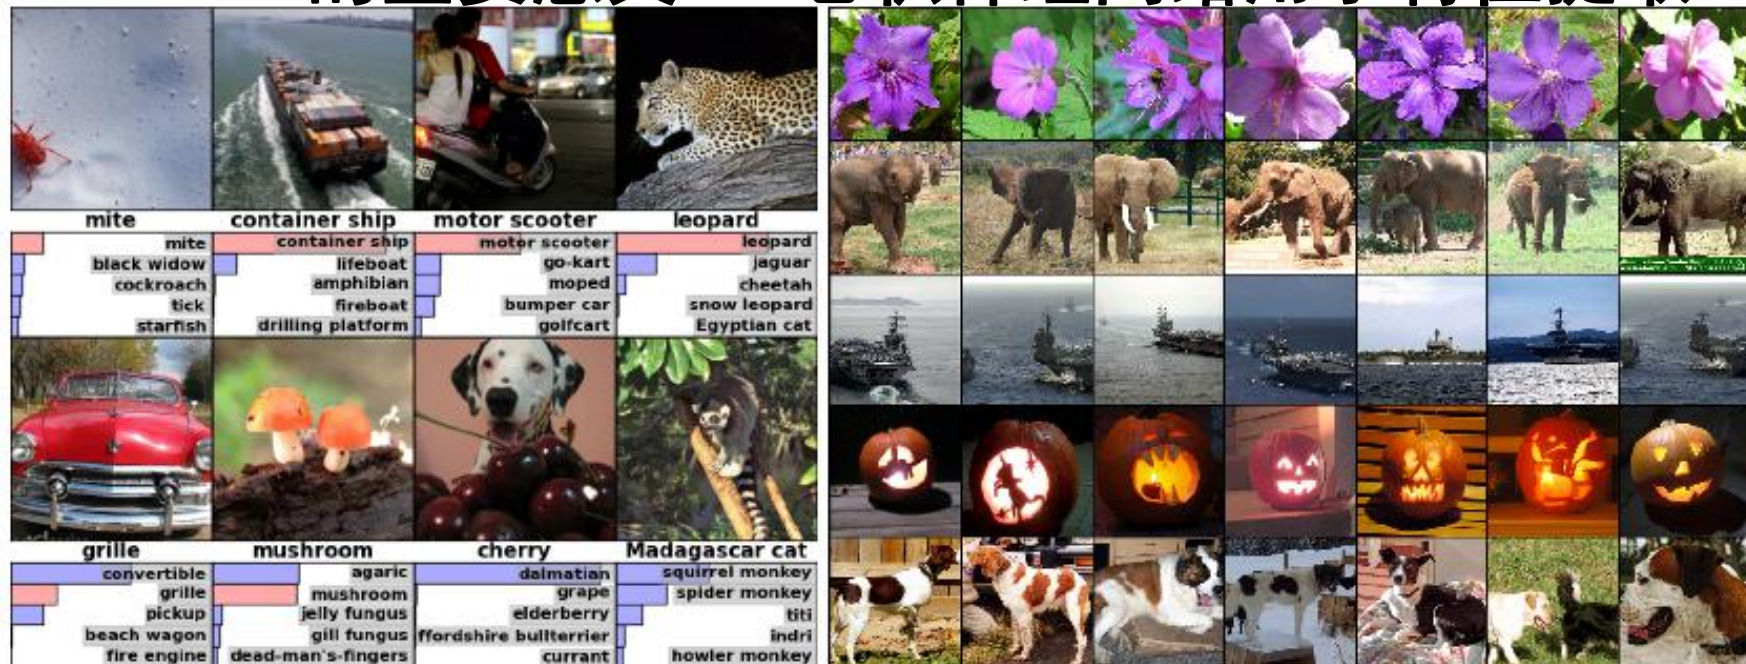 mite container ship motor scooter leopard
mite container ship motor scooter leopard
black widow lifeboat go-kart jaguar
cockroach amphibian moped cheetah
tick fireboat bumper car snow leopard
starfish drilling platform golfcart Egyptian cat
grille mushroom cherry Madagascar cat
convertible agaric dalmatian squirrel monkey
grille mushroom grape spider monkey
pickup jelly fungus elderberry titi
beach wagon gill fungus ffordshire bullterrier indri
fire engine dead-man's-fingers currant howler monkey